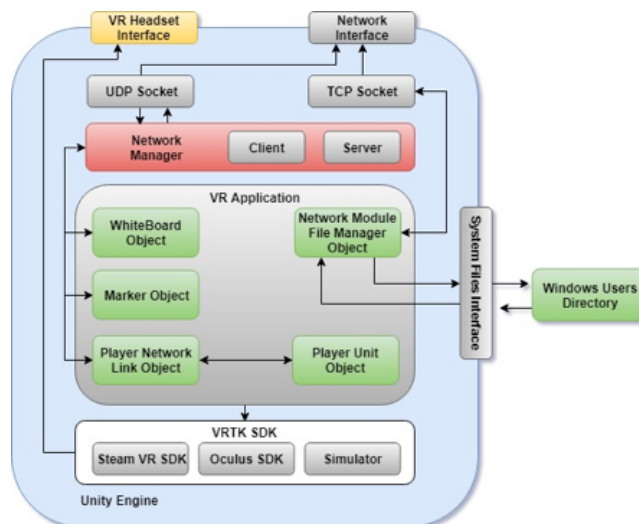 VR Headset
Interface
Network
Interface
UDP Socket
TCP Socket
Network
Manager
Client
Server
VR Application
WhiteBoard
Object
Network Module
File Manager
Object
System Files Interface
Windows Users
Directory
Marker Object
Player Network
Link Object
Player Unit
Object
VRTK SDK
Steam VR SDK
Oculus SDK
Simulator
Unity Engine